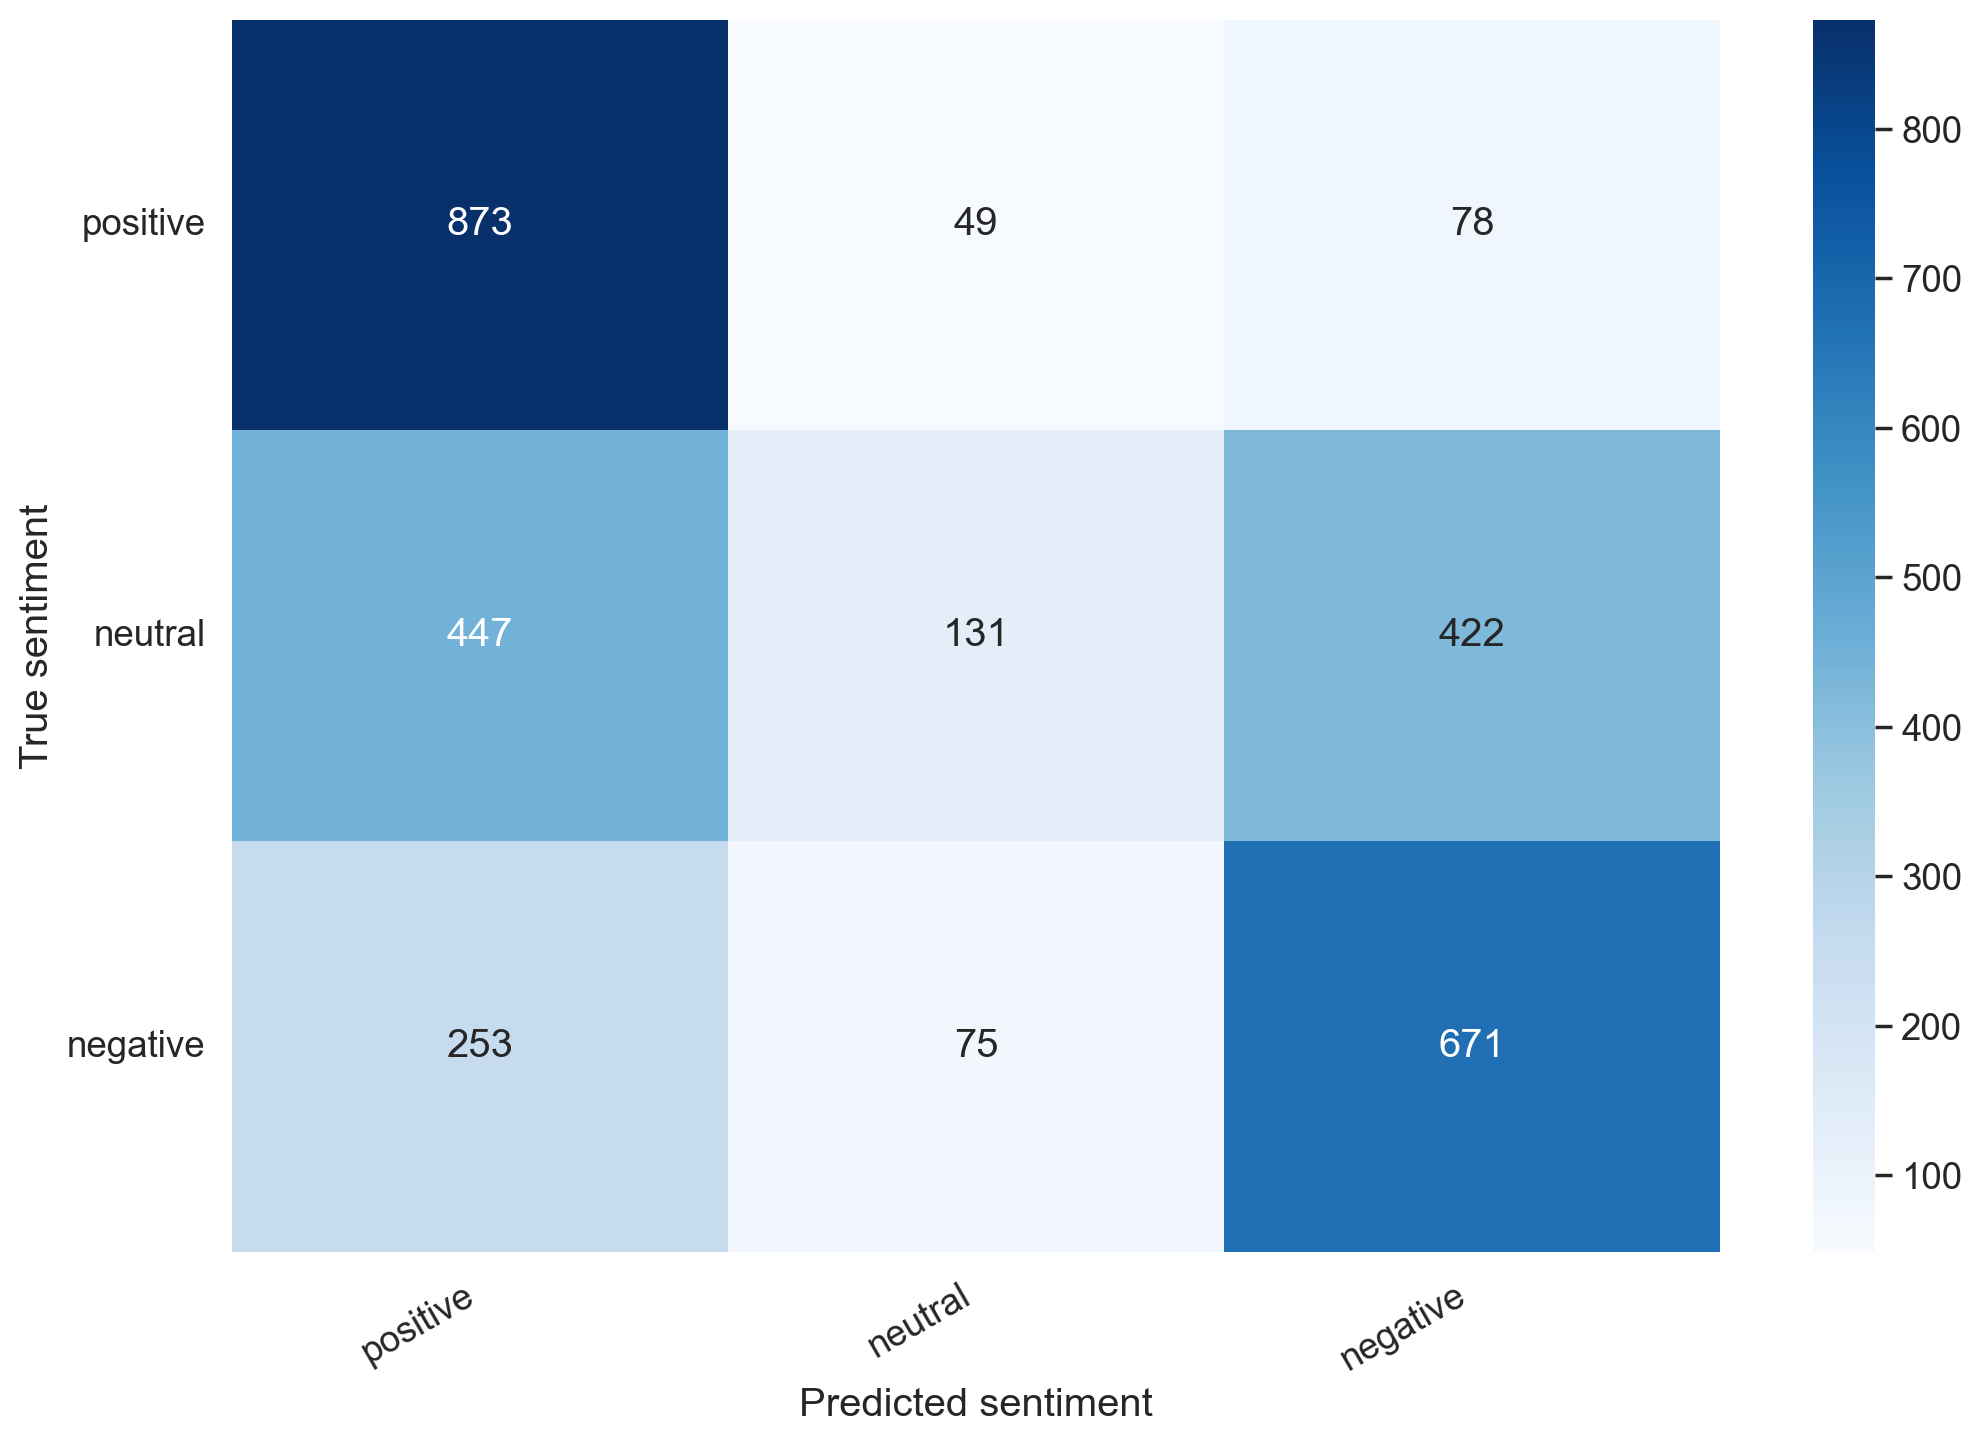 positive 873 49 78
neutral 447 131 422
negative 253 75 671
True sentiment
positive neutral negative
Predicted sentiment
800
700
600
500
400
300
200
100